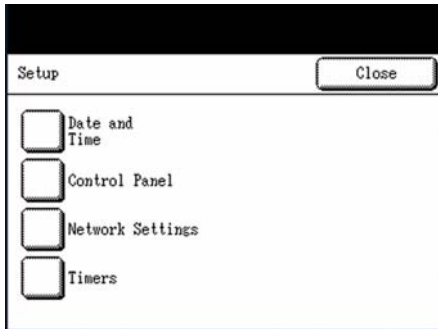 Setup
Close
Date and
Time
Control Panel
Network Settings
Timers